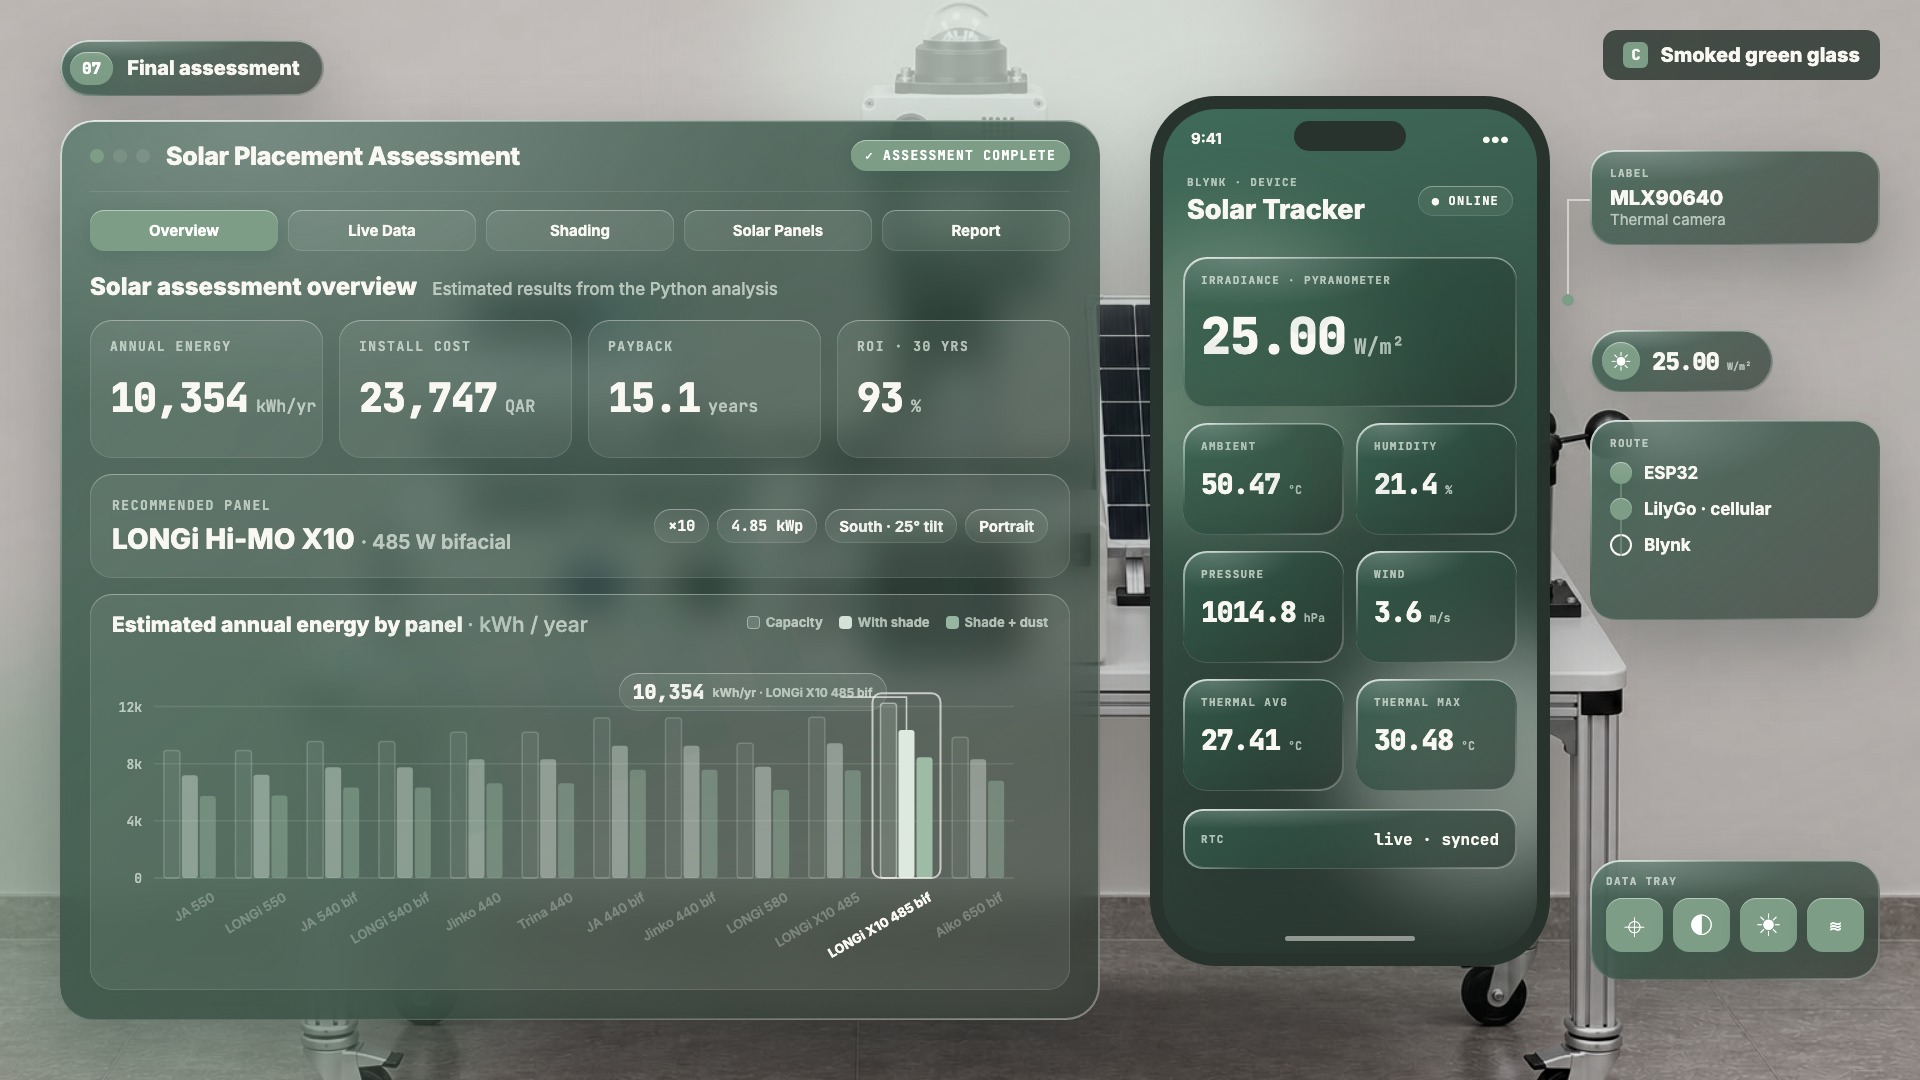 07 Final assessment
C Smoked green glass
Solar Placement Assessment
✓ ASSESSMENT COMPLETE
Overview
Live Data
Shading
Solar Panels
Report
Solar assessment overview Estimated results from the Python analysis
ANNUAL ENERGY
10,354 kWh/yr
INSTALL COST
23,747 QAR
PAYBACK
15.1 years
ROI · 30 YRS
93 %
RECOMMENDED PANEL
LONGi Hi-MO X10 · 485 W bifacial
×10
4.85 kWp
South · 25° tilt
Portrait
Estimated annual energy by panel · kWh / year
Capacity
With shade
Shade + dust
10,354 kWh/yr · LONGi X10 485 bif
12k
8k
4k
0
JA 550
LONGi 550
JA 540 bif
LONGi 540 bif
Jinko 440
Trina 440
JA 440 bif
Jinko 440 bif
LONGi 580
LONGi X10 485
LONGi X10 485 bif
Aiko 650 bif
9:41
BLYNK · DEVICE
Solar Tracker
● ONLINE
IRRADIANCE · PYRANOMETER
25.00 W/m²
AMBIENT
50.47 °C
HUMIDITY
21.4 %
PRESSURE
1014.8 hPa
WIND
3.6 m/s
THERMAL AVG
27.41 °C
THERMAL MAX
30.48 °C
RTC
live · synced
LABEL
MLX90640
Thermal camera
25.00 W/m²
ROUTE
ESP32
LilyGo · cellular
Blynk
DATA TRAY